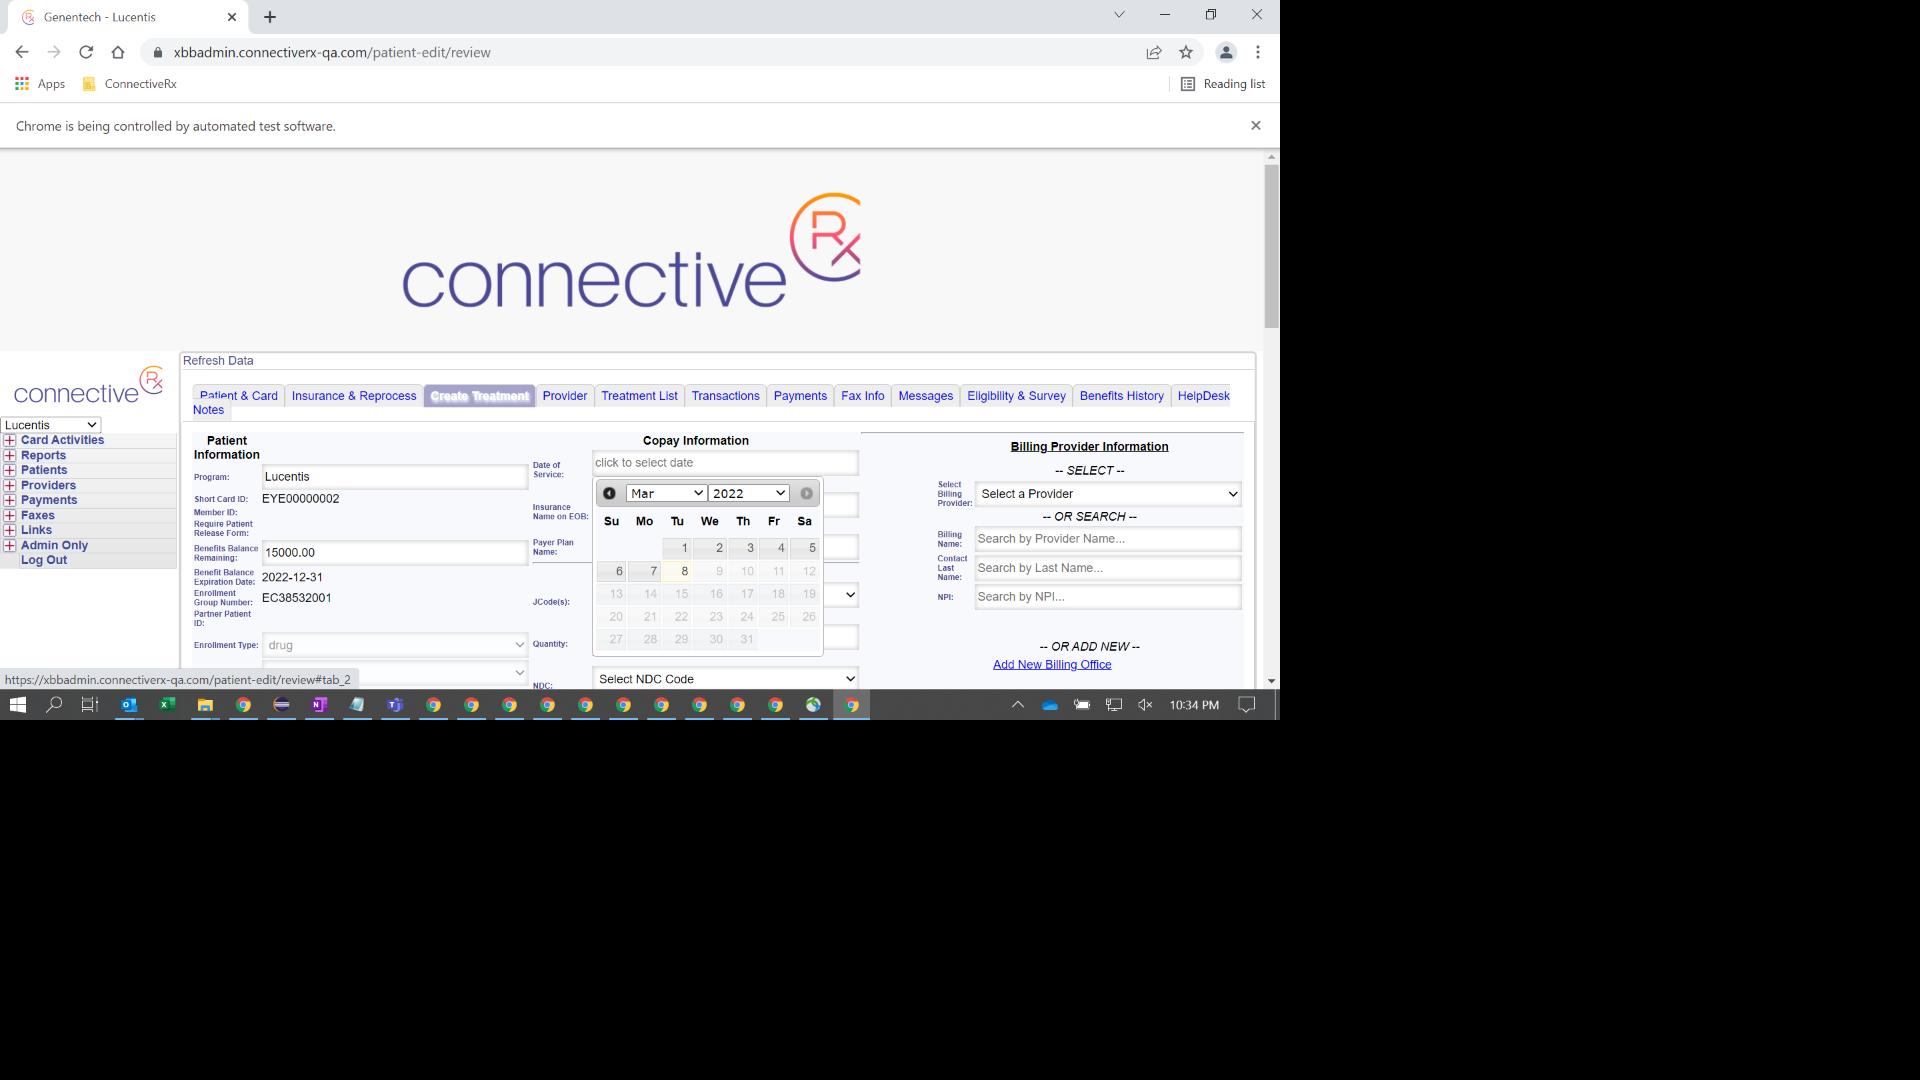 Genentech - Lucentis
xbbadmin.connectiverx-qa.com/patient-edit/review
Apps
ConnectiveRx
Reading list
Chrome is being controlled by automated test software.
connective Rx
Refresh Data
connective Rx
Lucentis
Card Activities
Reports
Patients
Providers
Payments
Faxes
Links
Admin Only
Log Out
Patient & Card Insurance & Reprocess Create Treatment Provider Treatment List Transactions Payments Fax Info Messages Eligibility & Survey Benefits History HelpDesk
Notes
Patient
Information
Program: Lucentis
Short Card ID: EYE00000002
Member ID:
Require Patient
Release Form:
Benefits Balance
Remaining: 15000.00
Benefit Balance
Expiration Date: 2022-12-31
Enrollment
Group Number: EC38532001
Partner Patient
ID:
Enrollment Type: drug
Copay Information
Date of
Service: click to select date
Insurance
Name on EOB:
Payer Plan
Name:
JCode(s):
Quantity:
NDC: Select NDC Code
Mar 2022
Su Mo Tu We Th Fr Sa
1 2 3 4 5
6 7 8 9 10 11 12
13 14 15 16 17 18 19
20 21 22 23 24 25 26
27 28 29 30 31
Billing Provider Information
-- SELECT --
Select
Billing
Provider: Select a Provider
-- OR SEARCH --
Billing
Name: Search by Provider Name...
Contact
Last
Name: Search by Last Name...
NPI: Search by NPI...
-- OR ADD NEW --
Add New Billing Office
https://xbbadmin.connectiverx-qa.com/patient-edit/review#tab_2
10:34 PM